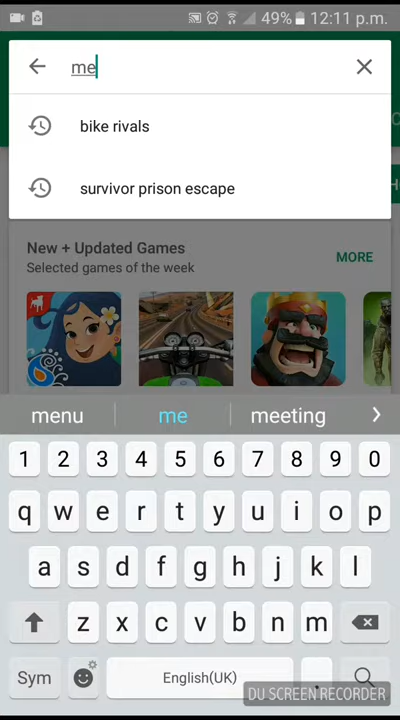 49% 12:11 p.m.
me
bike rivals
survivor prison escape
New + Updated Games
MORE
Selected games of the week
menu me meeting
1 2 3 4 5 6 7 8 9 0
q w e r t y u i o p
a s d f g h j k l
z x c v b n m
Sym English(UK) .
DU SCREEN RECORDER